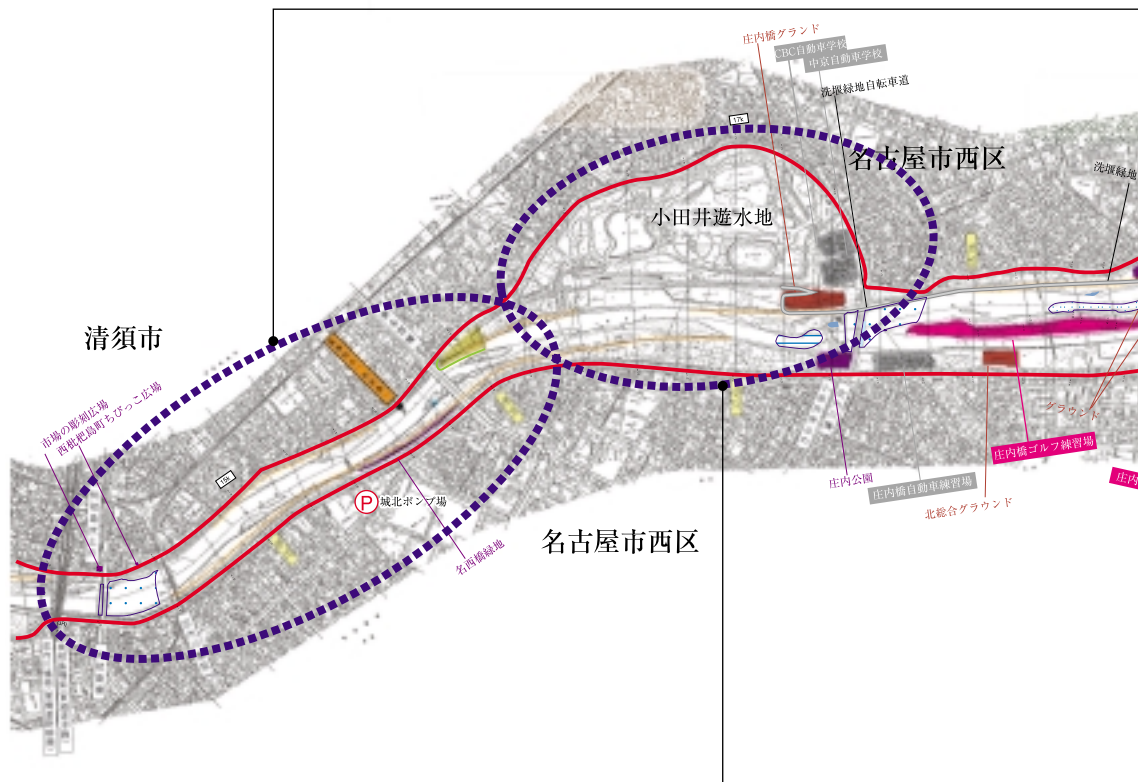 庄内橋グランド
CBC自動車学校
中京自動車学校
洗堰緑地自転車道
17k
名古屋市西区
洗堰緑地
小田井遊水地
清須市
市場の彫刻広場
西枇杷島町ちびっこ広場
15k
P
城北ポンプ場
名西橋緑地
名古屋市西区
庄内公園
庄内橋自動車練習場
北総合グラウンド
グラウンド
庄内橋ゴルフ練習場
庄内